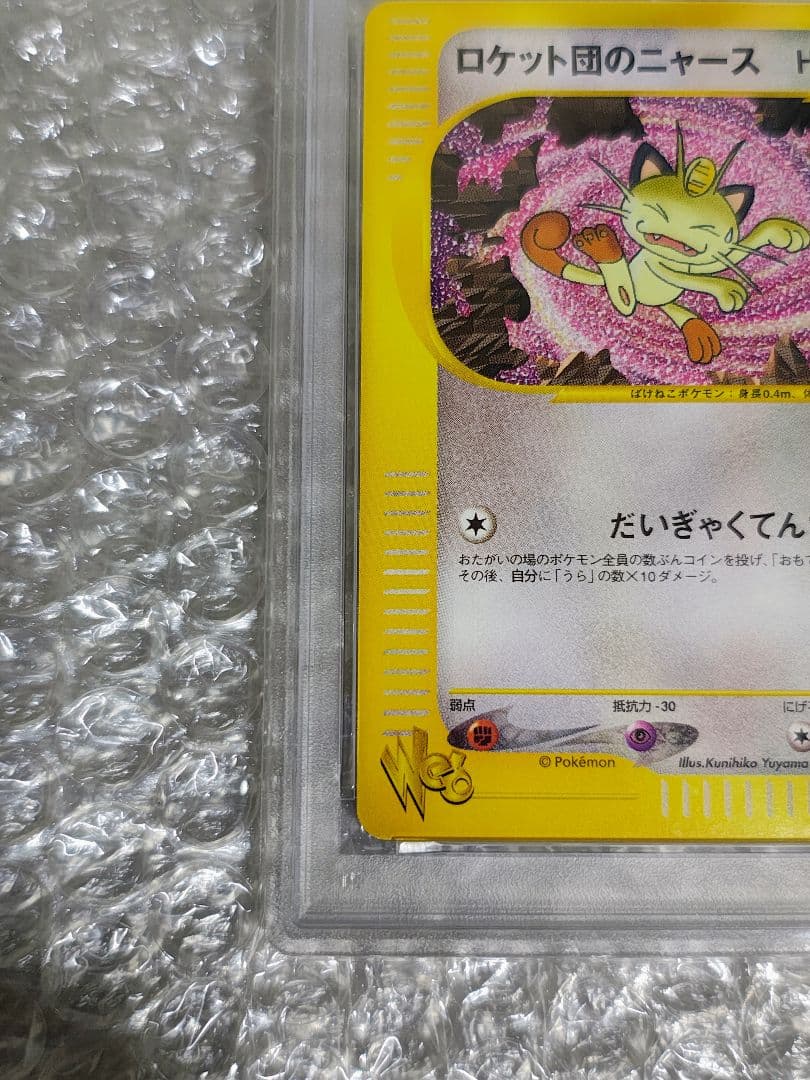 ロケット団のニャース H
ばけねこポケモン：身長0.4m、体
だいぎゃくてん
おたがいの場のポケモン全員の数ぶんコインを投げ、「おもて
その後、自分に「うら」の数×10ダメージ。
弱点 抵抗力 -30 にげ
Web
© Pokémon Illus.Kunihiko Yuyama